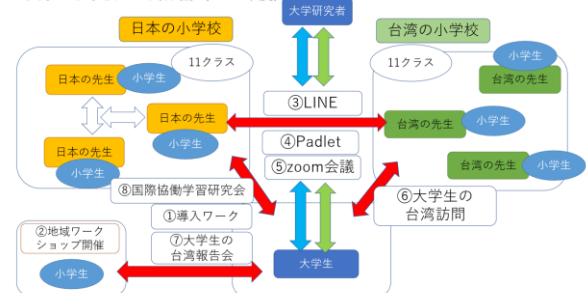 大学研究者
日本の小学校
台湾の小学校
11クラス
11クラス
小学生
日本の先生
小学生
台湾の先生
③LINE
日本の先生
小学生
台湾の先生
小学生
④Padlet
日本の先生
小学生
⑤zoom会議
台湾の先生
小学生
⑧国際協働学習研究会
⑥大学生の
台湾訪問
①導入ワーク
②地域ワーク
ショップ開催
⑦大学生の
台湾報告会
小学生
大学生